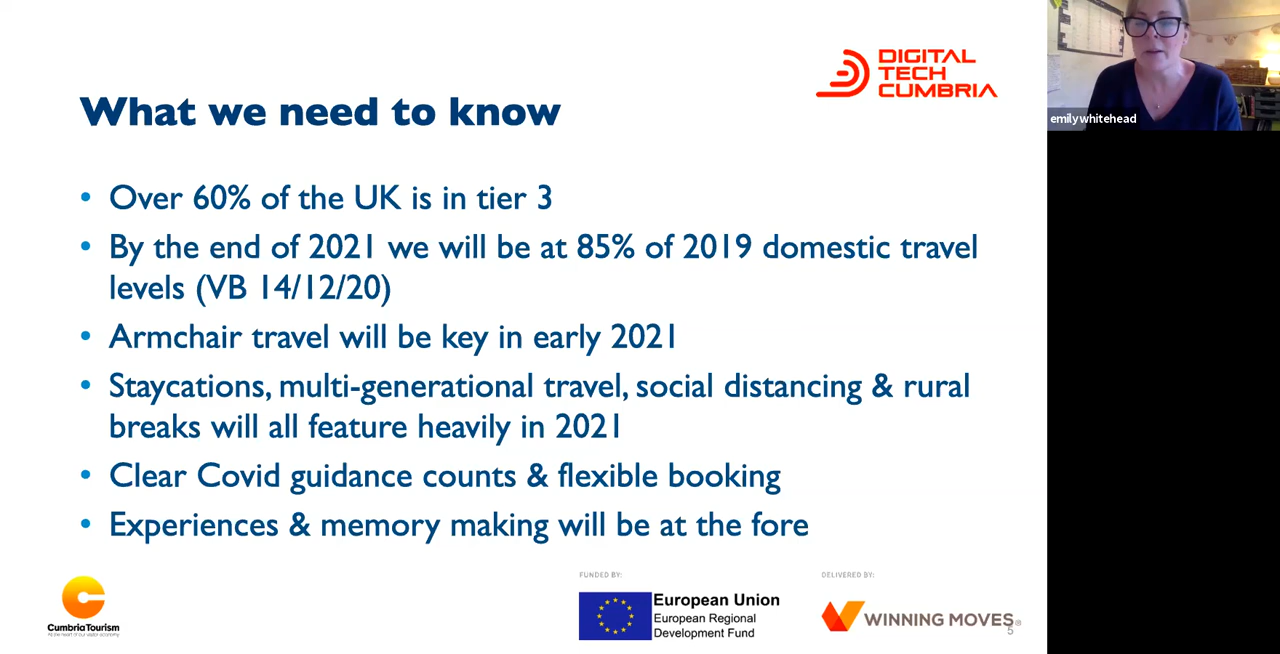 DIGITAL
TECH
CUMBRIA
emily whitehead
What we need to know
• Over 60% of the UK is in tier 3
• By the end of 2021 we will be at 85% of 2019 domestic travel
levels (VB 14/12/20)
• Armchair travel will be key in early 2021
• Staycations, multi-generational travel, social distancing & rural
breaks will all feature heavily in 2021
• Clear Covid guidance counts & flexible booking
• Experiences & memory making will be at the fore
FUNDED BY:
DELIVERED BY:
European Union
European Regional
Development Fund
WINNING MOVES®
5
Cumbria Tourism